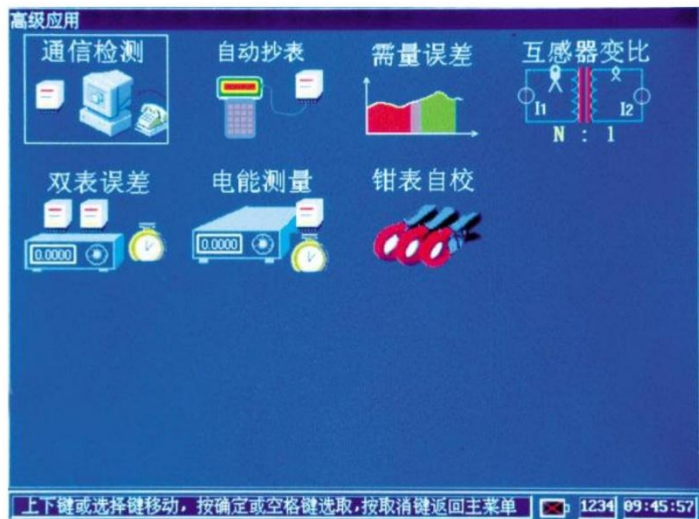 高级应用
通信检测 自动抄表 需量误差 互感器变比
I1 I2
N : 1
双表误差 电能测量 钳表自校
0.0000 0.0000
上下键或选择键移动，按确定或空格键选取，按取消键返回主菜单 1234 09:45:57